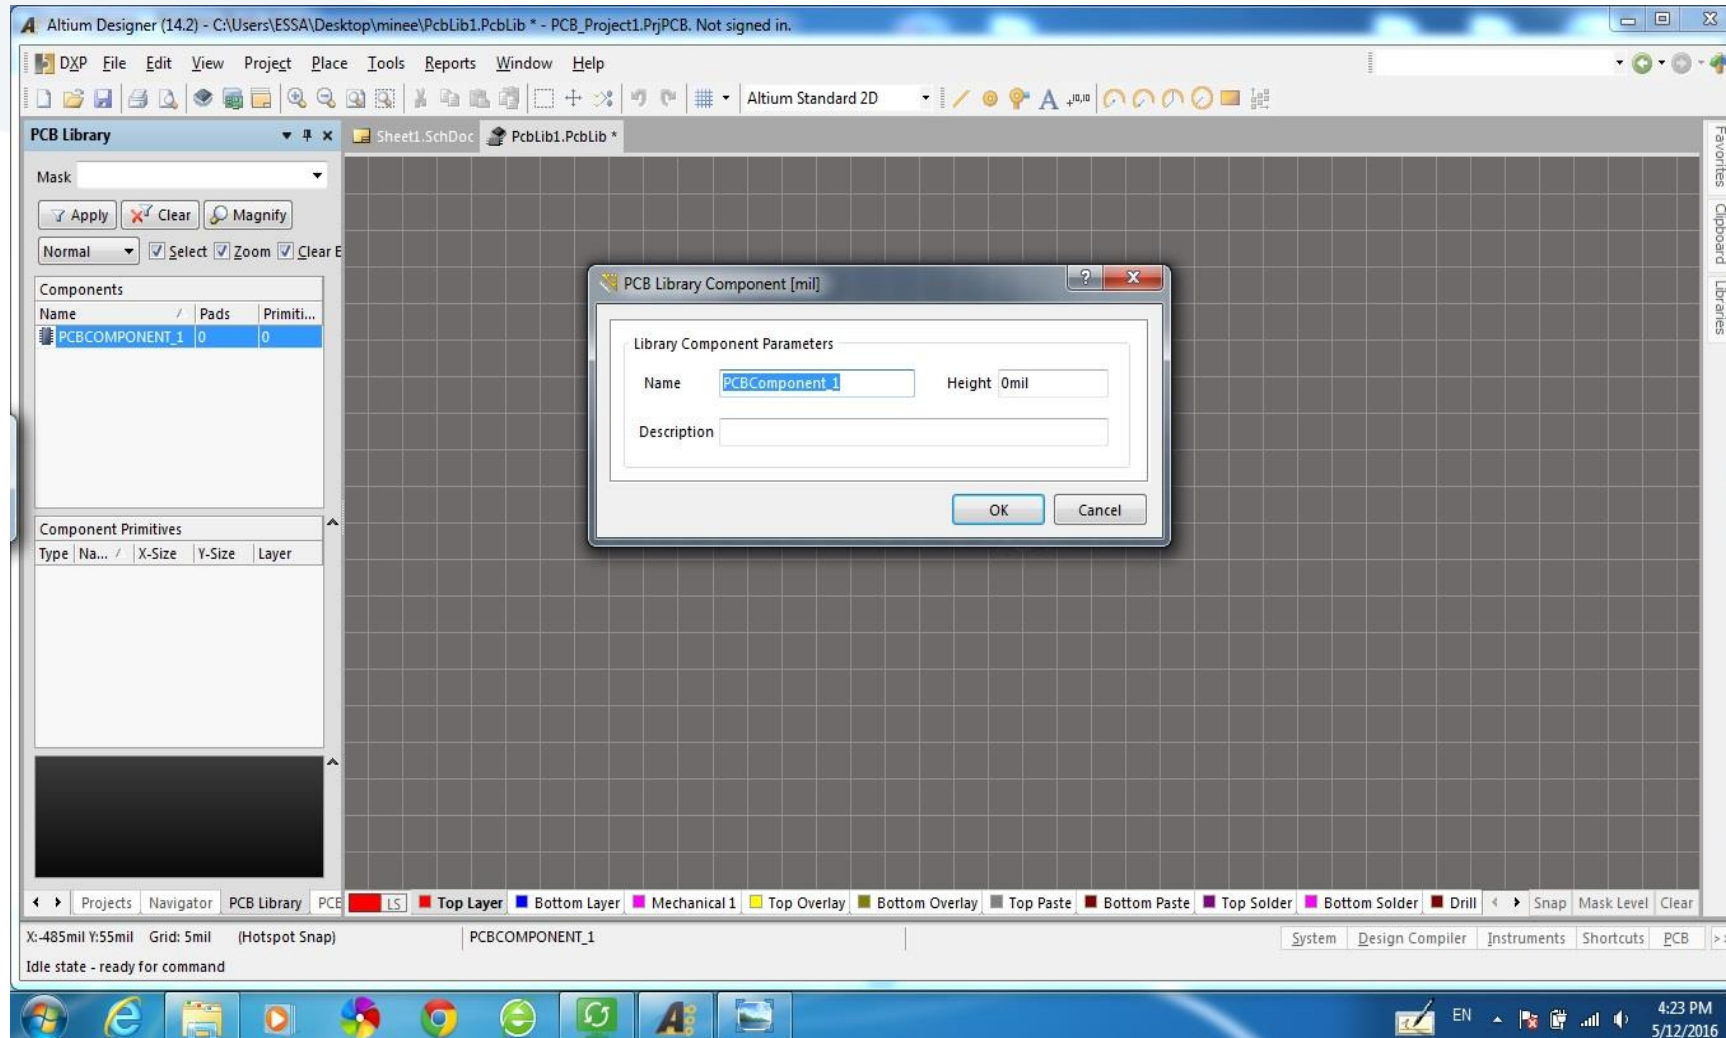 Altium Designer (14.2) - C:\Users\ESSA\Desktop\minee\PcbLib1.PcbLib * - PCB_Project1.PrjPCB. Not signed in.
DXP File Edit View Project Place Tools Reports Window Help
Altium Standard 2D
A +10,10
PCB Library
Sheet1.SchDoc PcbLib1.PcbLib *
Mask
Apply Clear Magnify
Normal Select Zoom Clear E
Components
Name Pads Primiti...
PCBCOMPONENT_1 0 0
Component Primitives
Type Na... X-Size Y-Size Layer
PCB Library Component [mil]
?
Library Component Parameters
Name PCBComponent_1 Height 0mil
Description
OK Cancel
Favorites
Clipboard
Libraries
Projects Navigator PCB Library PCB LS Top Layer Bottom Layer Mechanical 1 Top Overlay Bottom Overlay Top Paste Bottom Paste Top Solder Bottom Solder Drill Snap Mask Level Clear
X:-485mil Y:55mil Grid: 5mil (Hotspot Snap) PCBCOMPONENT_1 System Design Compiler Instruments Shortcuts PCB >
Idle state - ready for command
EN
4:23 PM
5/12/2016